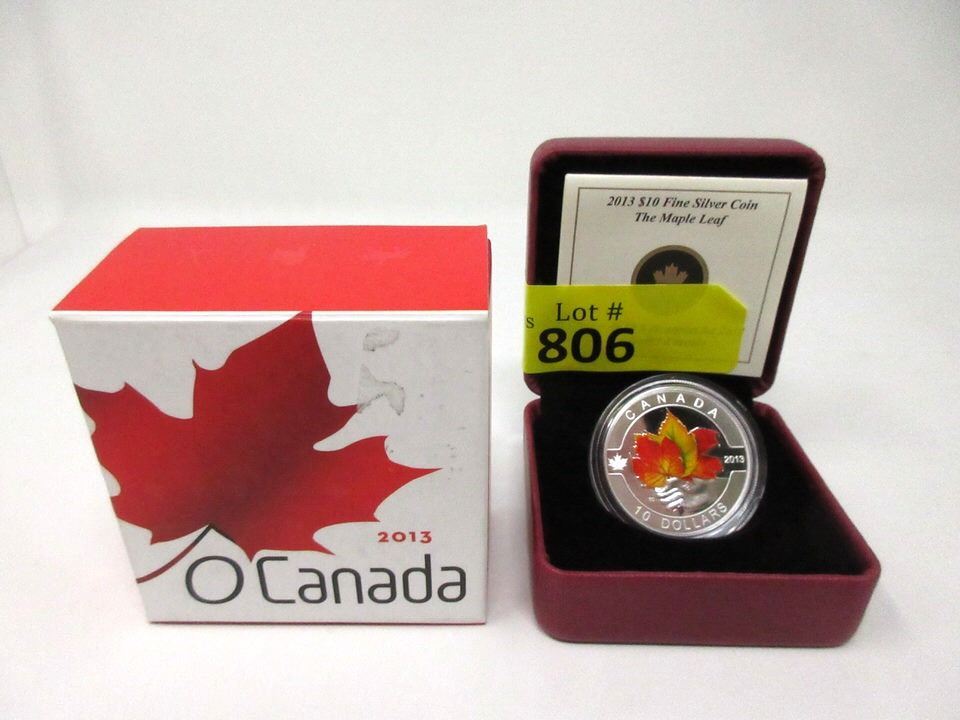 2013
O Canada
2013 $10 Fine Silver Coin
The Maple Leaf
s Lot #
806
CANADA
2013
10 DOLLARS